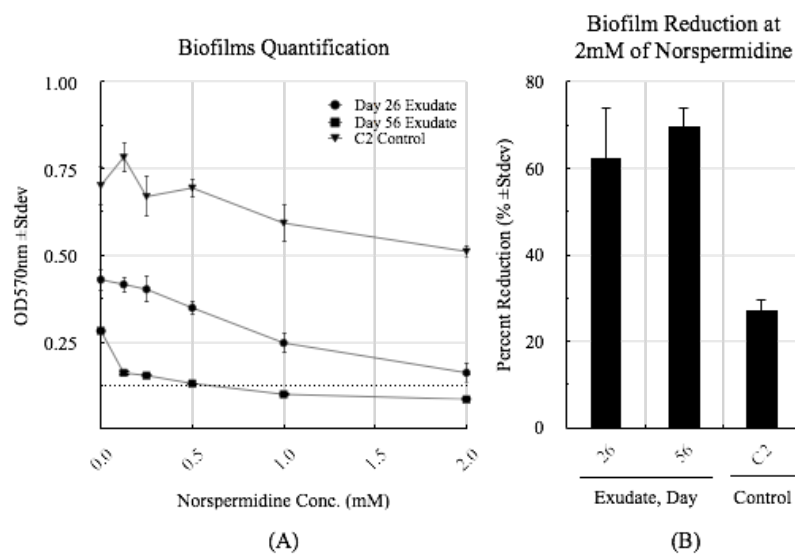 Biofilms Quantification
1.00
0.75
0.50
0.25
OD570nm ±Stdev
Day 26 Exudate
Day 56 Exudate
C2 Control
0.0
0.5
1.0
1.5
2.0
Norspermidine Conc. (mM)
(A)
Biofilm Reduction at
2mM of Norspermidine
80
60
40
20
0
Percent Reduction (% ±Stdev)
26
56
C2
Exudate, Day
Control
(B)